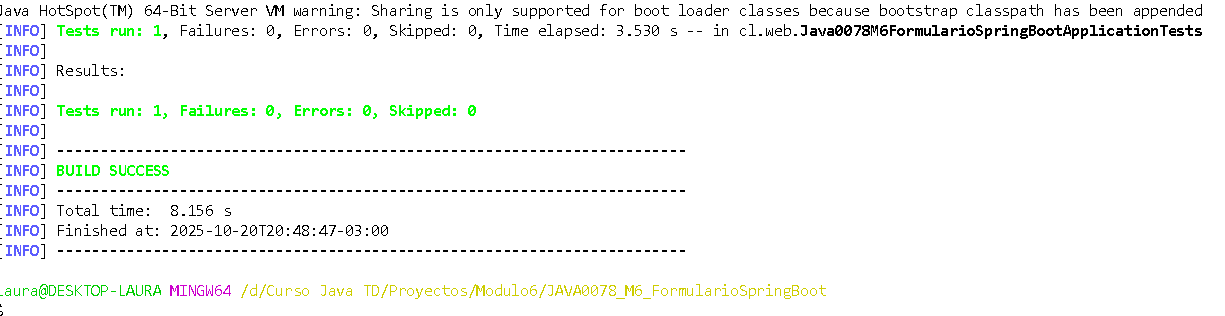 Java HotSpot(TM) 64-Bit Server VM warning: Sharing is only supported for boot loader classes because bootstrap classpath has been appended
[INFO] Tests run: 1, Failures: 0, Errors: 0, Skipped: 0, Time elapsed: 3.530 s -- in cl.web.Java0078M6FormularioSpringBootApplicationTests
[INFO]
[INFO] Results:
[INFO]
[INFO] Tests run: 1, Failures: 0, Errors: 0, Skipped: 0
[INFO]
[INFO] ------------------------------------------------------------------------
[INFO] BUILD SUCCESS
[INFO] ------------------------------------------------------------------------
[INFO] Total time:  8.156 s
[INFO] Finished at: 2025-10-20T20:48:47-03:00
[INFO] ------------------------------------------------------------------------
Laura@DESKTOP-LAURA MINGW64 /d/Curso Java TD/Proyectos/Modulo6/JAVA0078_M6_FormularioSpringBoot
$